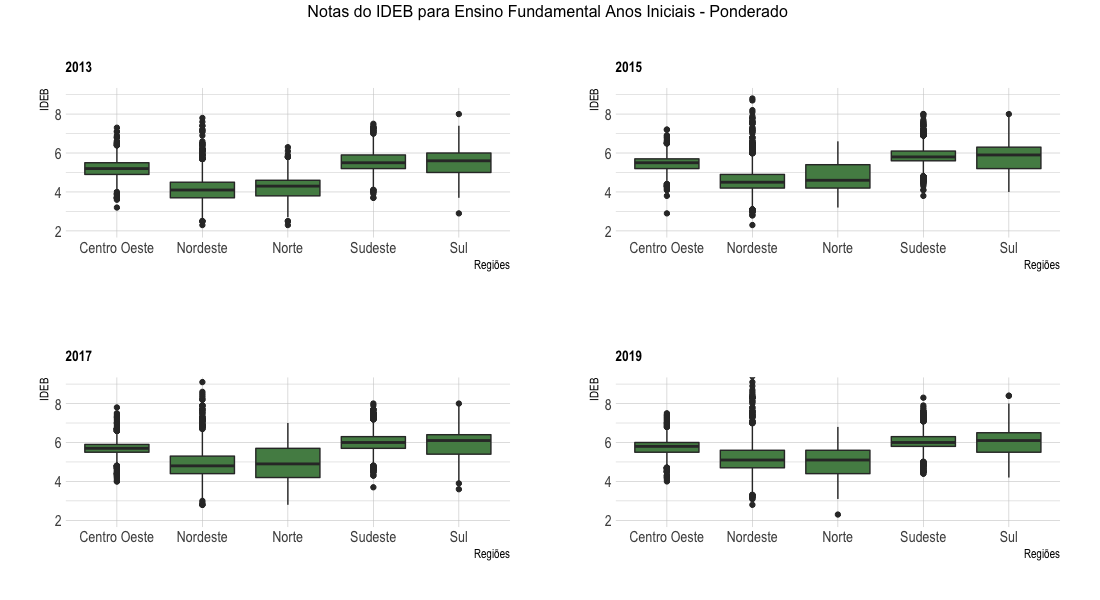 Notas do IDEB para Ensino Fundamental Anos Iniciais - Ponderado
2013
IDEB
8
6
4
2
Centro Oeste Nordeste Norte Sudeste Sul
Regiões
2015
IDEB
8
6
4
2
Centro Oeste Nordeste Norte Sudeste Sul
Regiões
2017
IDEB
8
6
4
2
Centro Oeste Nordeste Norte Sudeste Sul
Regiões
2019
IDEB
8
6
4
2
Centro Oeste Nordeste Norte Sudeste Sul
Regiões